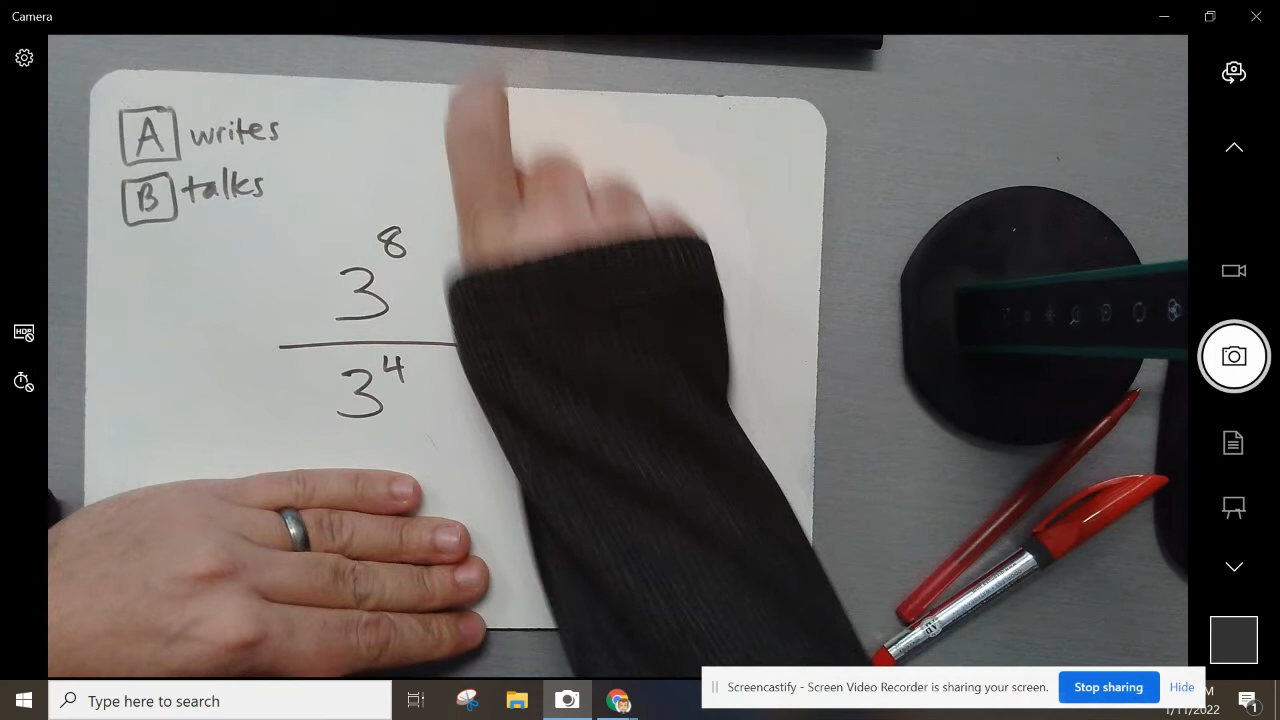 Camera
A writes
B talks
3^8
3^4
Screencastify - Screen Video Recorder is sharing your screen.
Stop sharing
Hide
Type here to search
M
1/11/2022
1